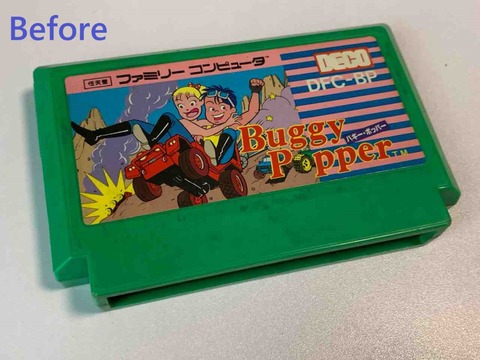 Before
任天堂
ファミリー コンピュータ
DECO
DFC-BP
Buggy
Popper
バギー・ポッパー
TM